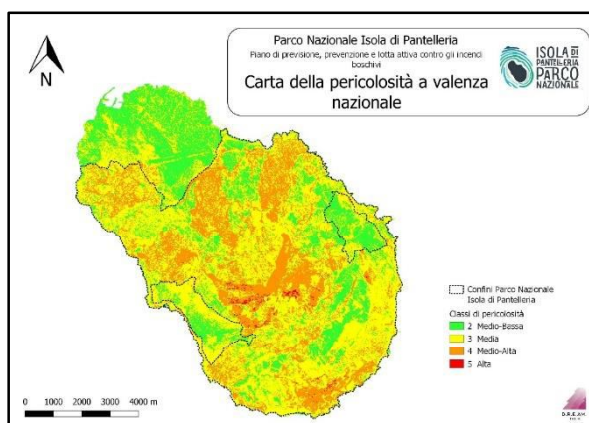 N
Parco Nazionale Isola di Pantelleria
Piano di previsione, prevenzione e lotta attiva contro gli incendi
boschivi
Carta della pericolosità a valenza
nazionale
ISOLA DI
PANTELLERIA
PARCO
NAZIONALE
Confini Parco Nazionale
Isola di Pantelleria
Classi di pericolosità
2 Medio-Bassa
3 Media
4 Medio-Alta
5 Alta
0 1000 2000 3000 4000 m
D.R.E.AM.